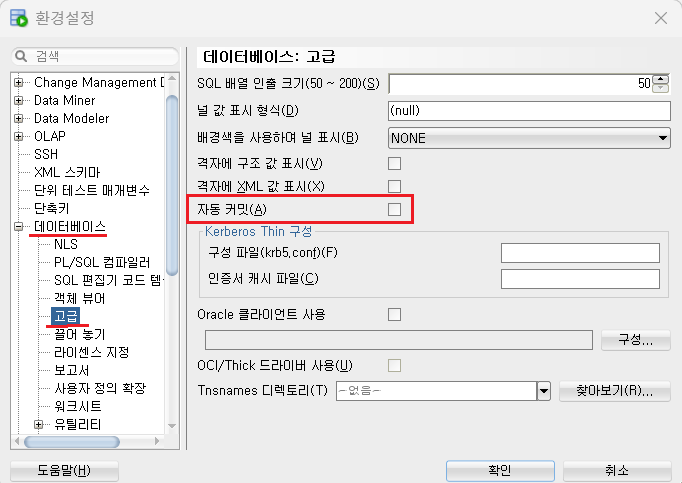 환경설정
검색
Change Management D
Data Miner
Data Modeler
OLAP
SSH
XML 스키마
단위 테스트 매개변수
단축키
데이터베이스
NLS
PL/SQL 컴파일러
SQL 편집기 코드 템
객체 뷰어
고급
끌어 놓기
라이센스 지정
보고서
사용자 정의 확장
워크시트
유틸리티
데이터베이스: 고급
SQL 배열 인출 크기(50 ~ 200)(S) 50
널 값 표시 형식(D) (null)
배경색을 사용하여 널 표시(B) NONE
격자에 구조 값 표시(V)
격자에 XML 값 표시(X)
자동 커밋(A)
Kerberos Thin 구성
구성 파일(krb5.conf)(F)
인증서 캐시 파일(C)
Oracle 클라이언트 사용
구성...
OCI/Thick 드라이버 사용(U)
Tnsnames 디렉토리(T) -없음- 찾아보기(R)...
도움말(H) 확인 취소